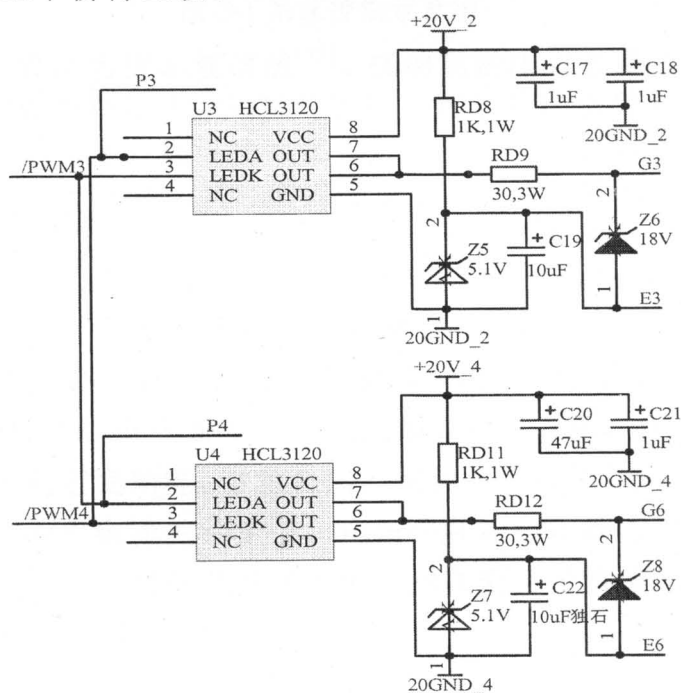 +20V_2
P3
C17
1uF
C18
1uF
U3 HCL3120
RD8
1K,1W
20GND_2
1 NC VCC 8
2 LEDA OUT 7
3 LEDK OUT 6
4 NC GND 5
/PWM3
RD9
30,3W
G3
2
Z6
18V
1
E3
2
Z5
5.1V
1
C19
10uF
20GND_2
+20V_4
P4
C20
47uF
C21
1uF
U4 HCL3120
RD11
1K,1W
20GND_4
1 NC VCC 8
2 LEDA OUT 7
3 LEDK OUT 6
4 NC GND 5
/PWM4
RD12
30,3W
G6
2
Z8
18V
1
E6
2
Z7
5.1V
1
C22
10uF独石
20GND_4